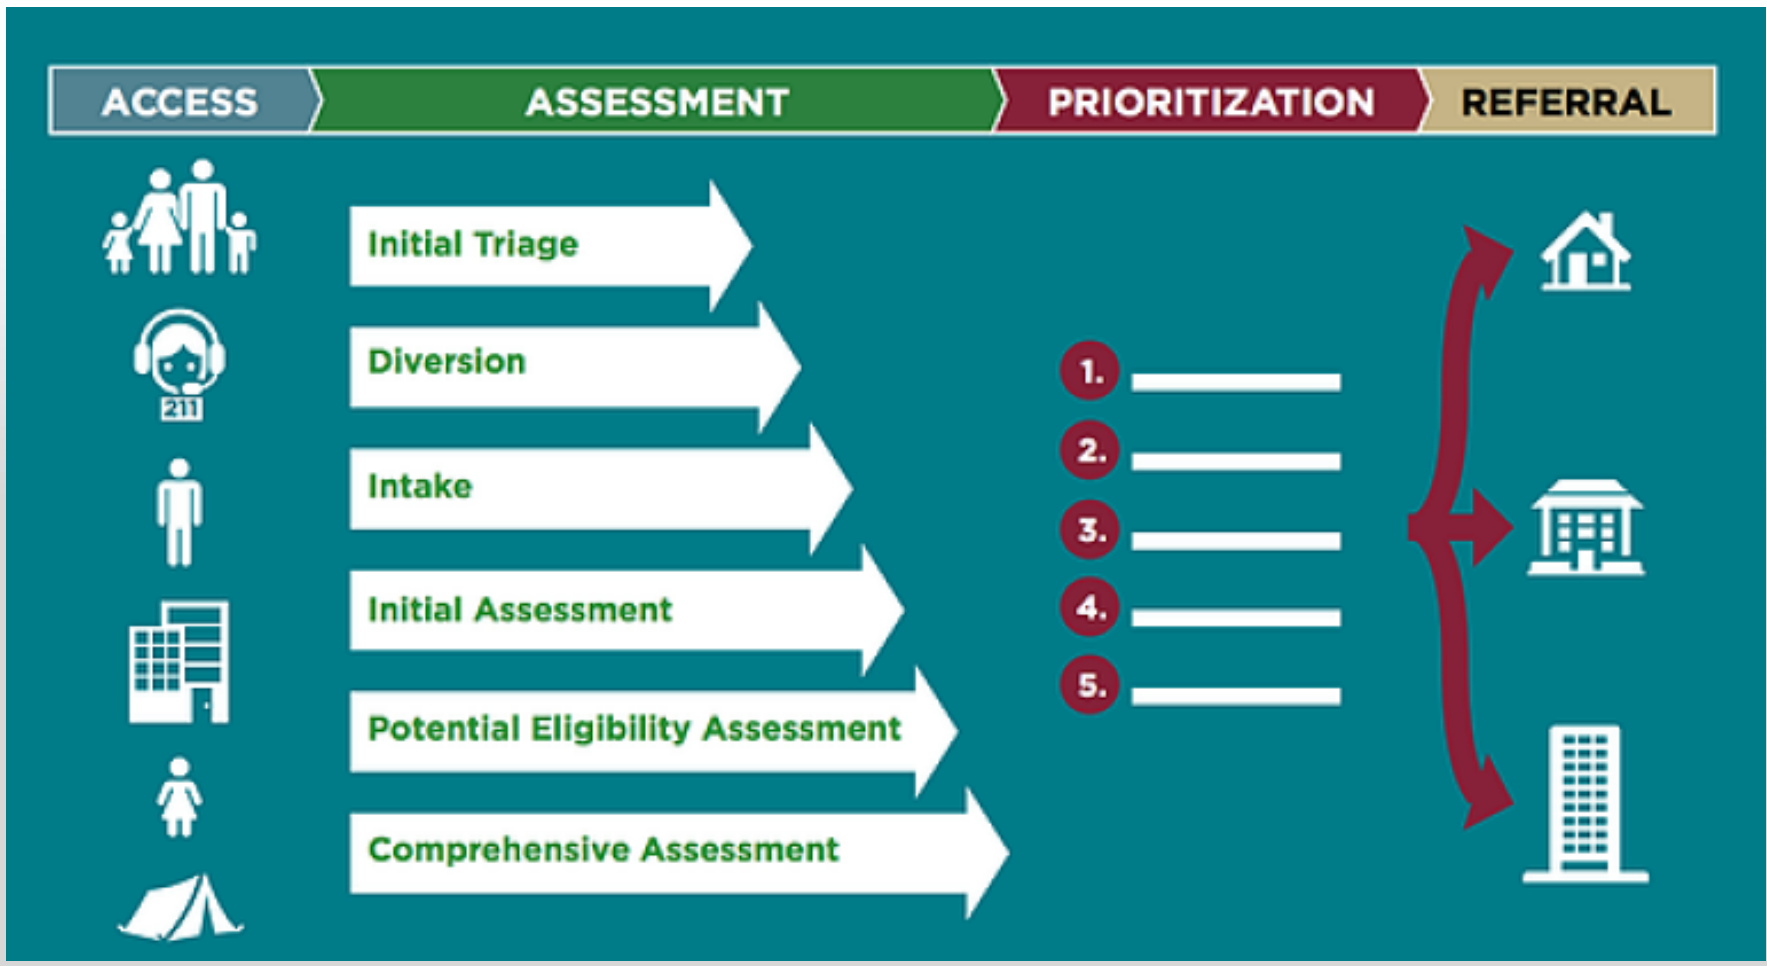 ACCESS
ASSESSMENT
PRIORITIZATION
REFERRAL
211
Initial Triage
Diversion
Intake
Initial Assessment
Potential Eligibility Assessment
Comprehensive Assessment
1.
2.
3.
4.
5.